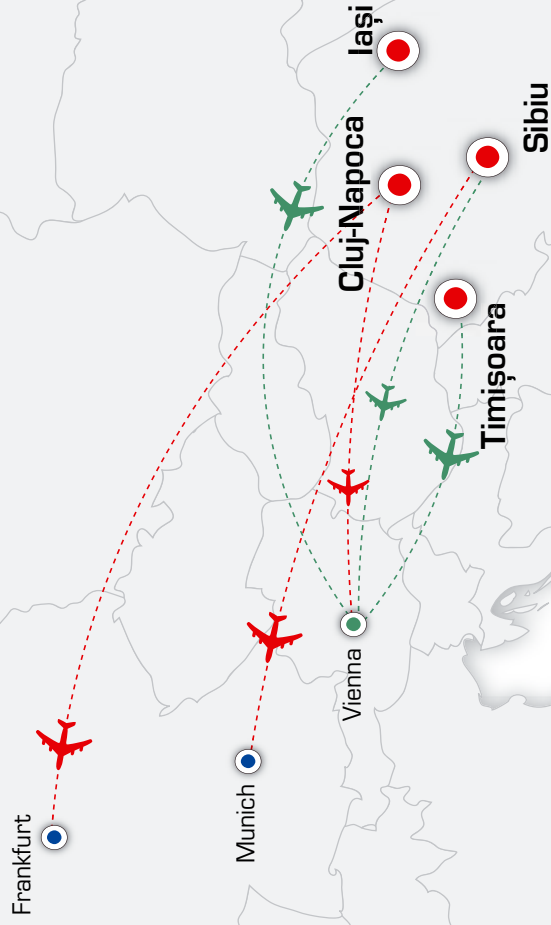 Frankfurt
Munich
Vienna
Timișoara
Cluj-Napoca
Sibiu
Iași